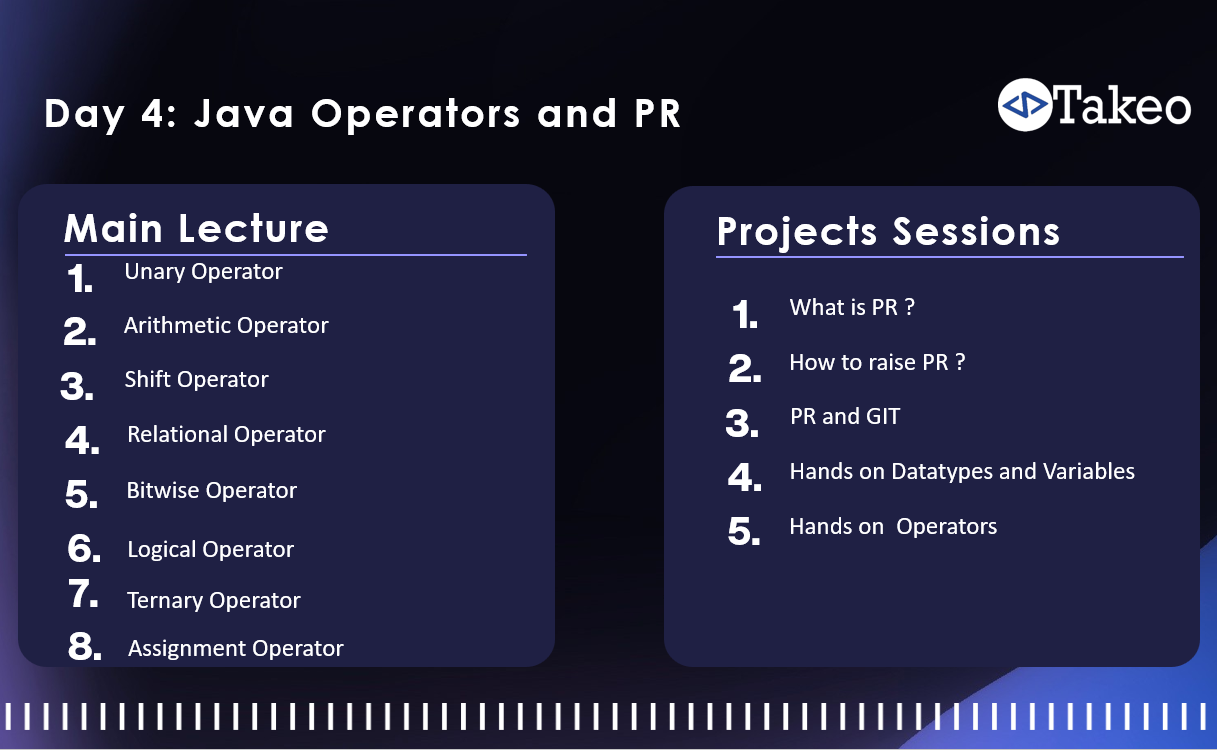 Day 4: Java Operators and PR
Takeo
Main Lecture
1. Unary Operator
2. Arithmetic Operator
3. Shift Operator
4. Relational Operator
5. Bitwise Operator
6. Logical Operator
7. Ternary Operator
8. Assignment Operator
Projects Sessions
1. What is PR ?
2. How to raise PR ?
3. PR and GIT
4. Hands on Datatypes and Variables
5. Hands on  Operators